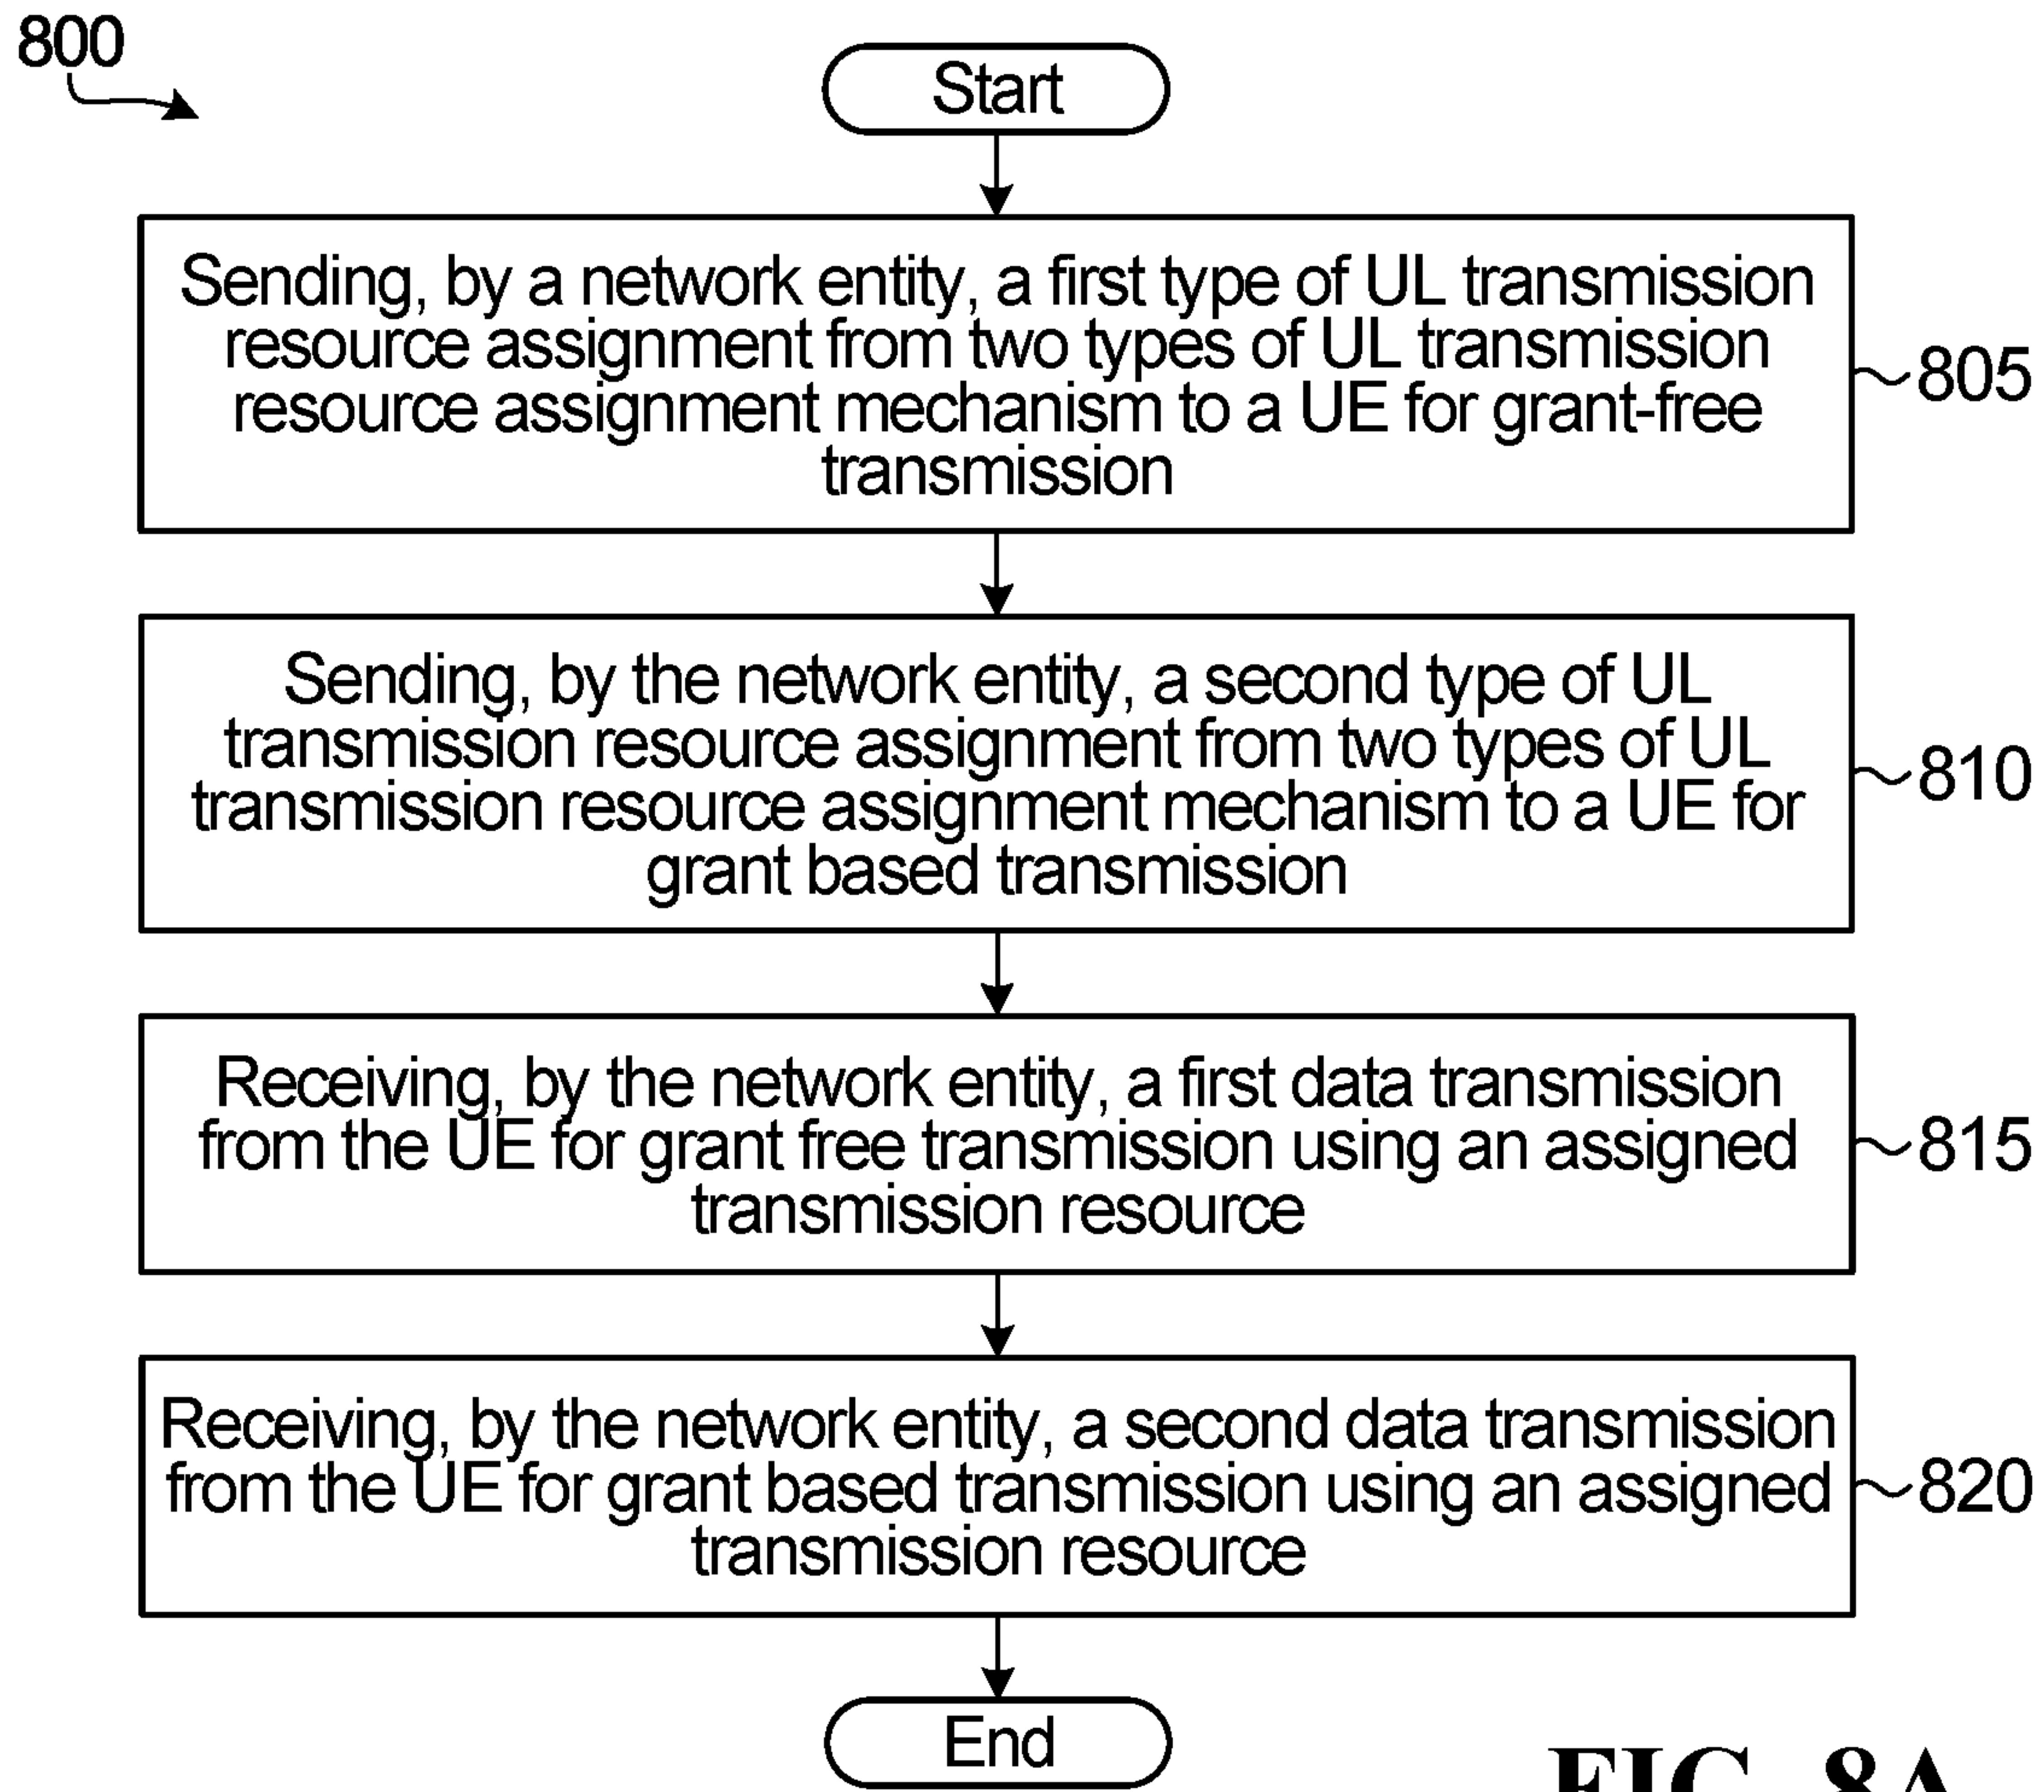 800
Start
Sending, by a network entity, a first type of UL transmission
resource assignment from two types of UL transmission
resource assignment mechanism to a UE for grant-free
transmission
805
Sending, by the network entity, a second type of UL
transmission resource assignment from two types of UL
transmission resource assignment mechanism to a UE for
grant based transmission
810
Receiving, by the network entity, a first data transmission
from the UE for grant free transmission using an assigned
transmission resource
815
Receiving, by the network entity, a second data transmission
from the UE for grant based transmission using an assigned
transmission resource
820
End
FIG. 8A